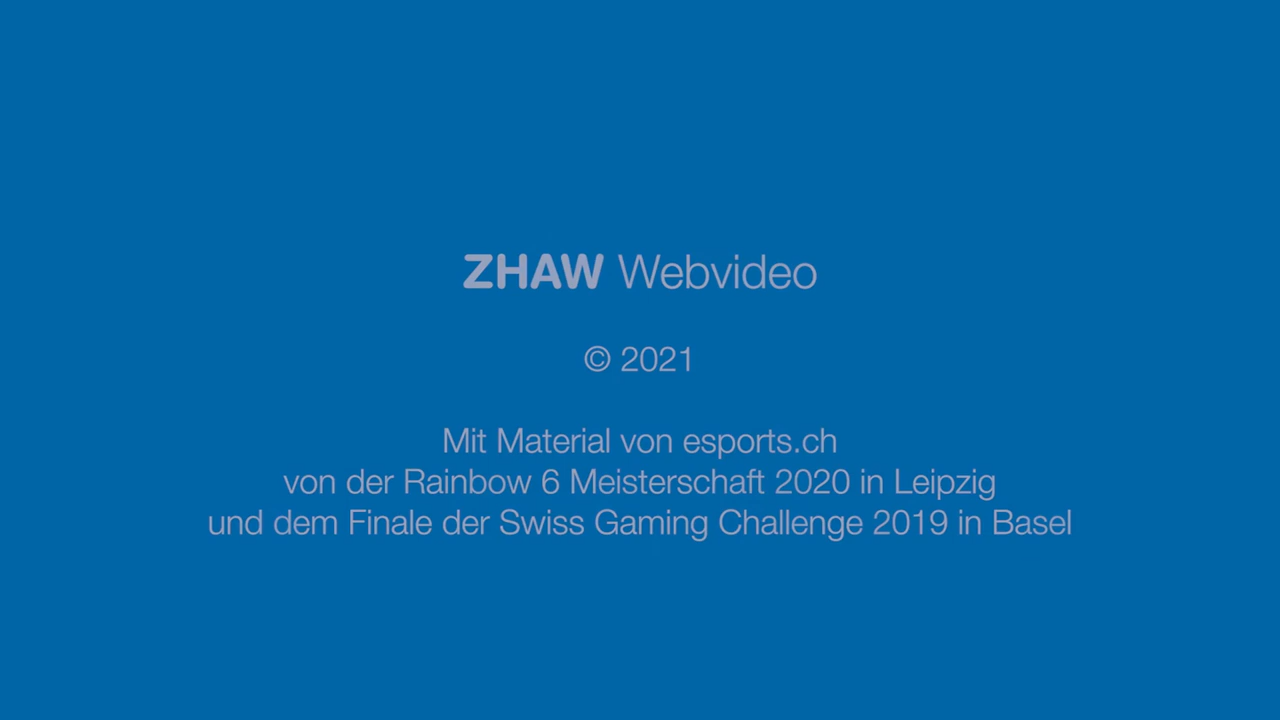 ZHAW Webvideo
© 2021
Mit Material von esports.ch
von der Rainbow 6 Meisterschaft 2020 in Leipzig
und dem Finale der Swiss Gaming Challenge 2019 in Basel